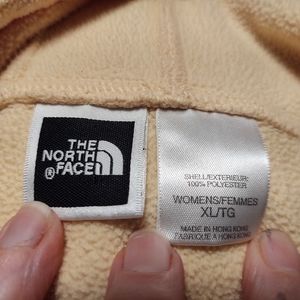 THE
NORTH
FACE
®
SHELL/EXTERIEUR:
100% POLYESTER
WOMENS/FEMMES
XL/TG
MADE IN HONG KONG
FABRIQUE A HONG KONG